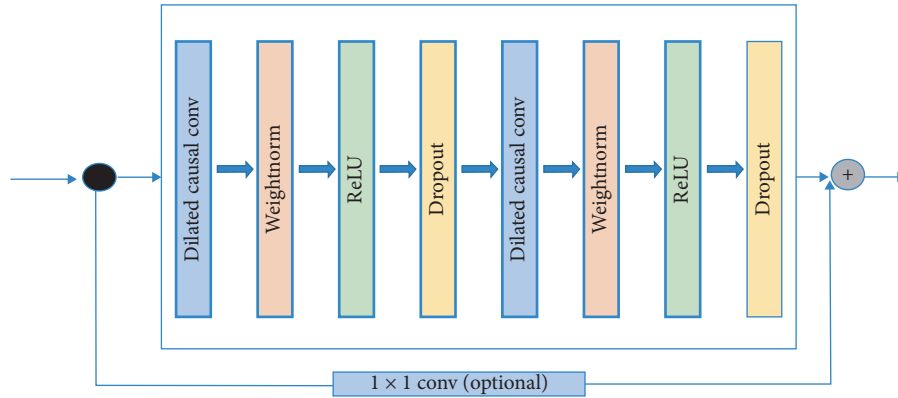 Dilated causal conv
Weightnorm
ReLU
Dropout
Dilated causal conv
Weightnorm
ReLU
Dropout
+
1 × 1 conv (optional)